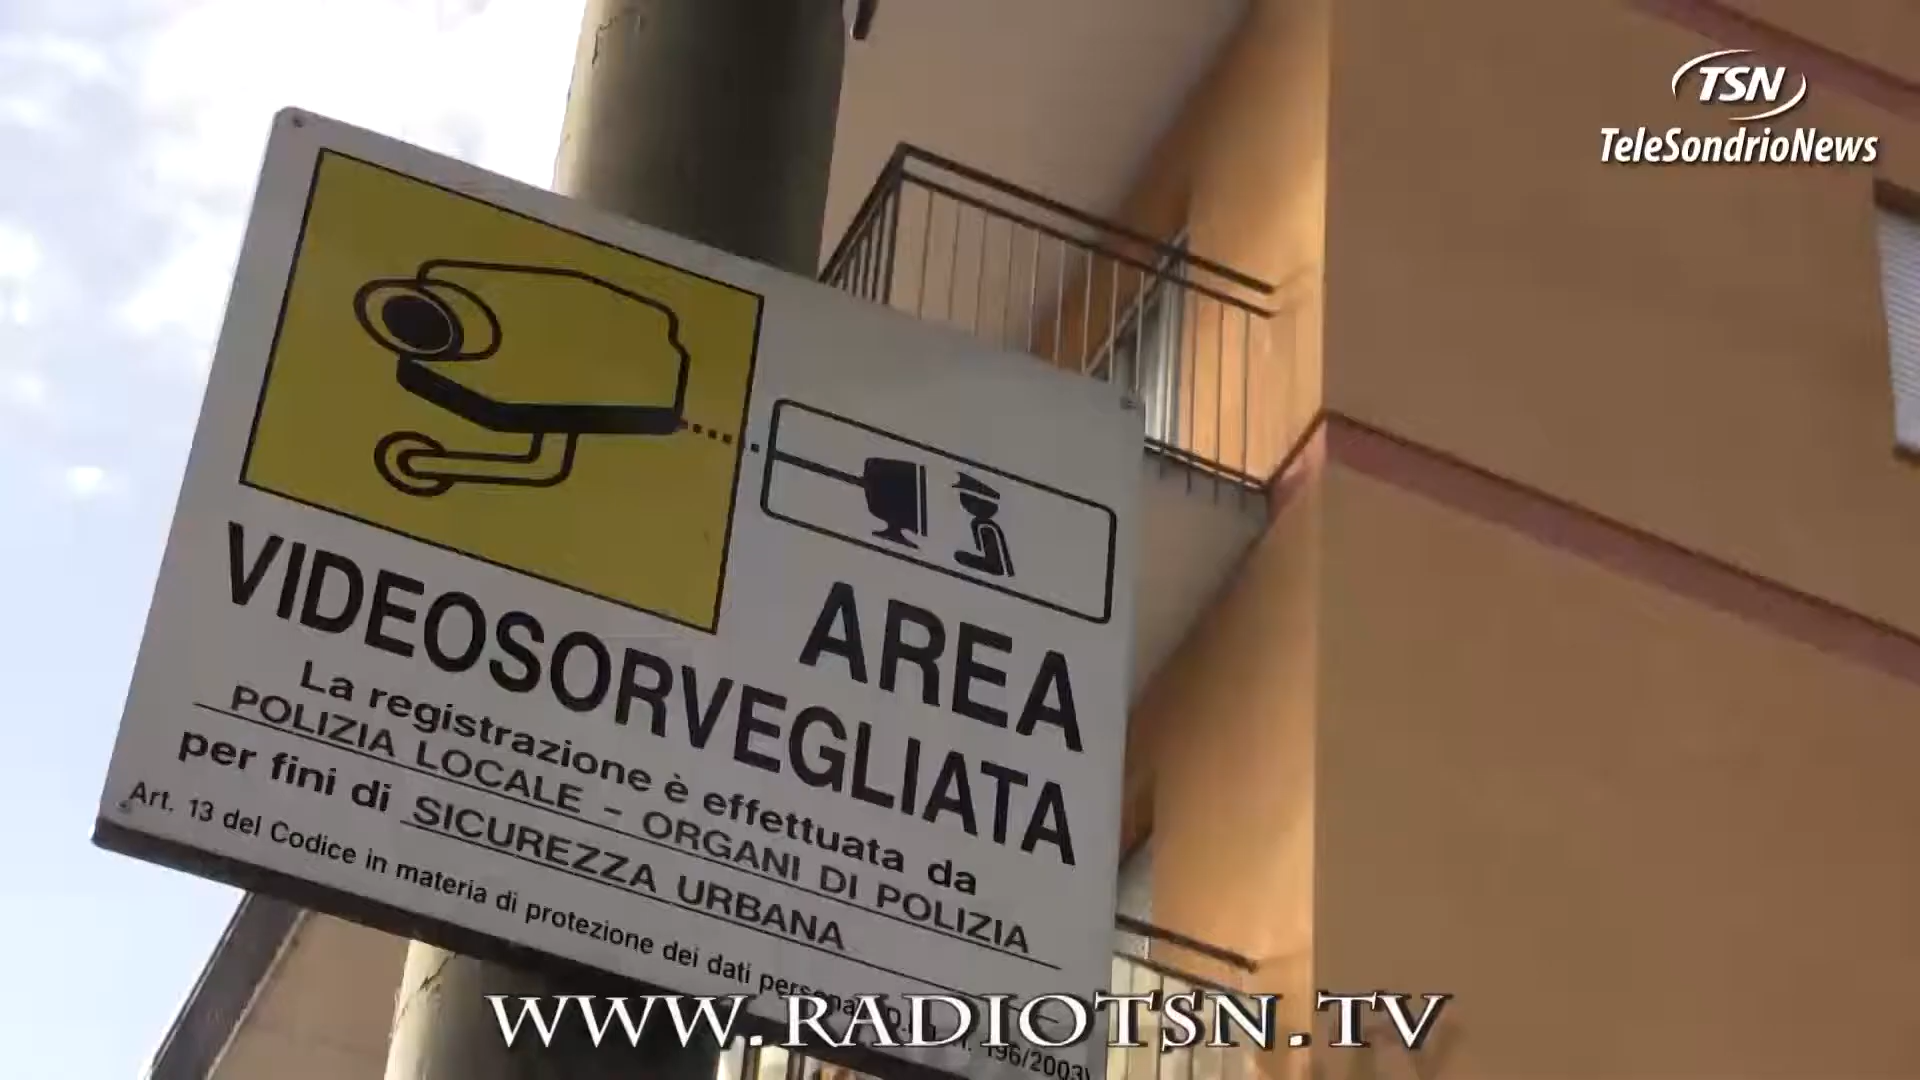 TSN
TeleSondrioNews
AREA
VIDEOSORVEGLIATA
La registrazione è effettuata da
POLIZIA LOCALE - ORGANI DI POLIZIA
per fini di SICUREZZA URBANA
Art. 13 del Codice in materia di protezione dei dati personali 196/2003)
WWW.RADIOTSN.TV